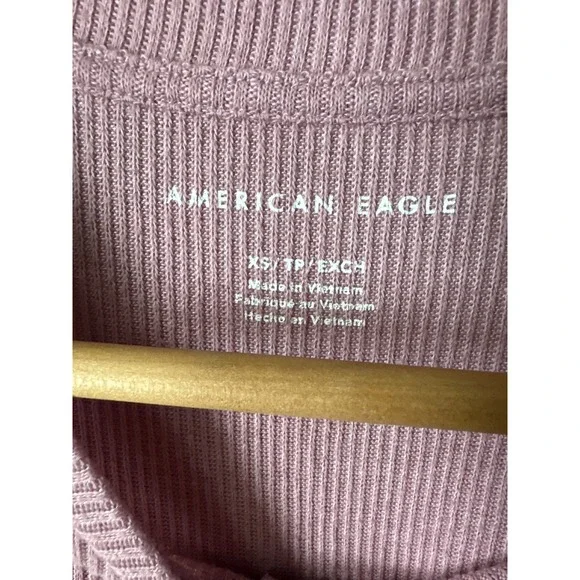 AMERICAN EAGLE
XS/TP/EXCH
Made in Vietnam
Fabriqué au Vietnam
Hecho en Vietnam